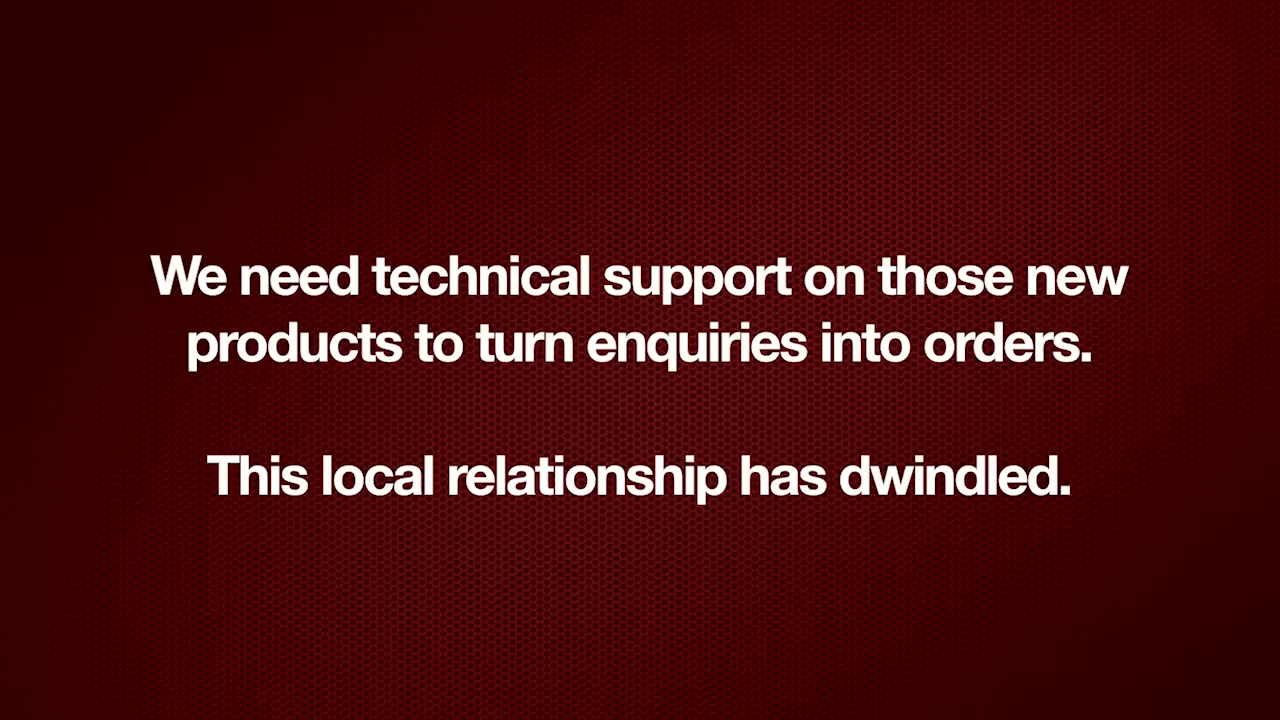 We need technical support on those new
products to turn enquiries into orders.
This local relationship has dwindled.